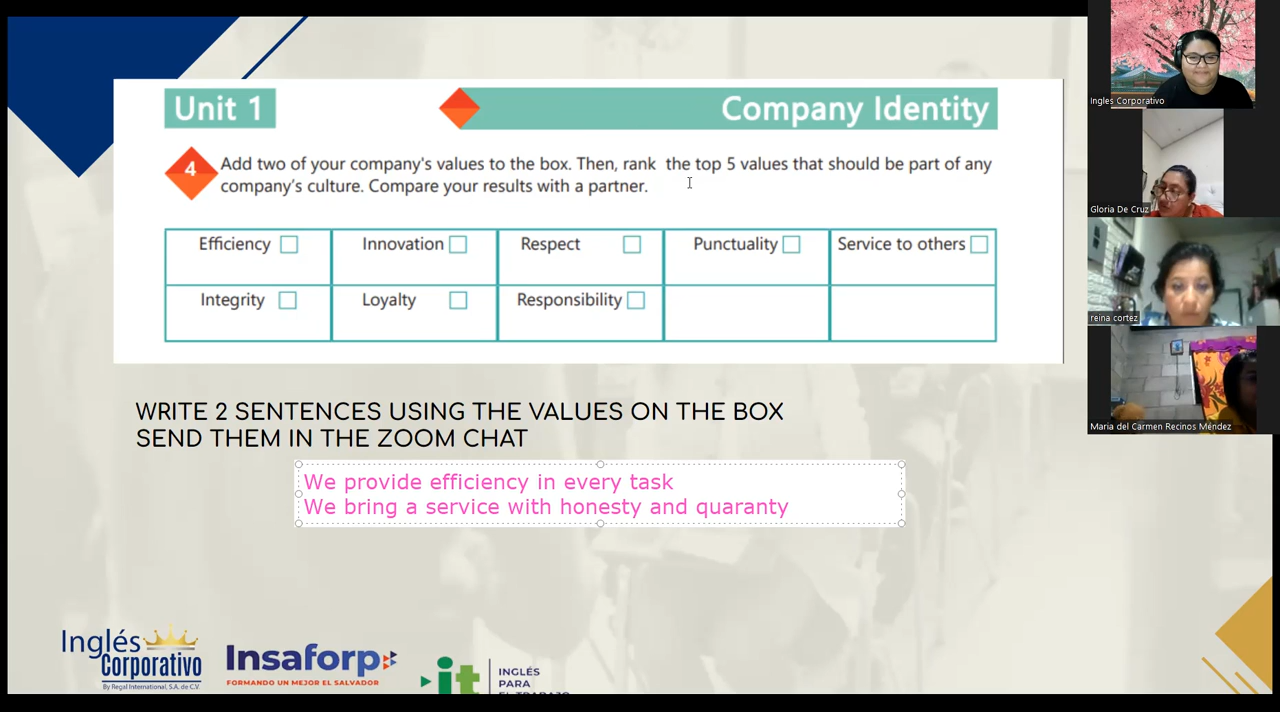 Unit 1
Company Identity
4
Add two of your company's values to the box. Then, rank the top 5 values that should be part of any
company's culture. Compare your results with a partner.
Efficiency
Innovation
Respect
Punctuality
Service to others
Integrity
Loyalty
Responsibility
WRITE 2 SENTENCES USING THE VALUES ON THE BOX
SEND THEM IN THE ZOOM CHAT
We provide efficiency in every task
We bring a service with honesty and quaranty
Inglés
Corporativo
By Regal International, S.A. de C.V.
Insaforp
FORMANDO UN MEJOR EL SALVADOR
it
INGLÉS
PARA
EL TRABAJO
Ingles Corporativo
Gloria De Cruz
reina cortez
Maria del Carmen Recinos Méndez